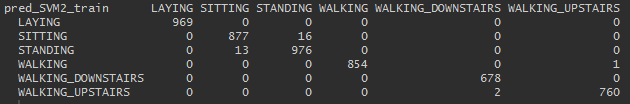 pred_SVM2_train LAYING SITTING STANDING WALKING WALKING_DOWNSTAIRS WALKING_UPSTAIRS
LAYING 969 0 0 0 0 0
SITTING 0 877 16 0 0 0
STANDING 0 13 976 0 0 0
WALKING 0 0 0 854 0 1
WALKING_DOWNSTAIRS 0 0 0 0 678 0
WALKING_UPSTAIRS 0 0 0 0 2 760